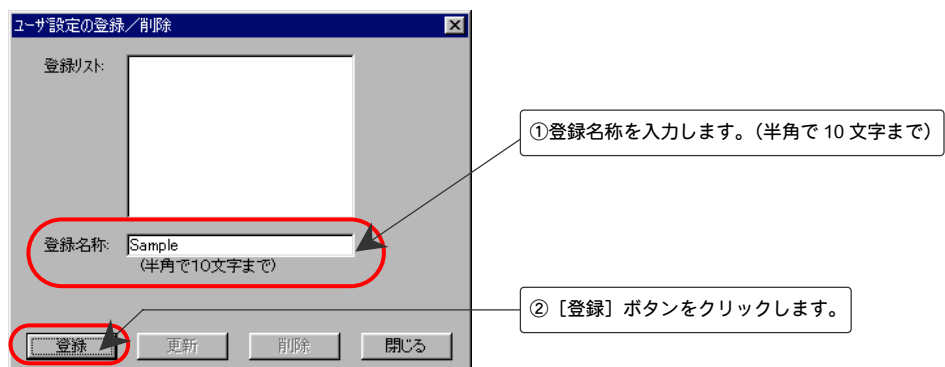 ユーザ設定の登録／削除
登録リスト:
①登録名称を入力します。（半角で 10 文字まで）
登録名称:
Sample
(半角で10文字まで)
②［登録］ボタンをクリックします。
登録
更新
削除
閉じる